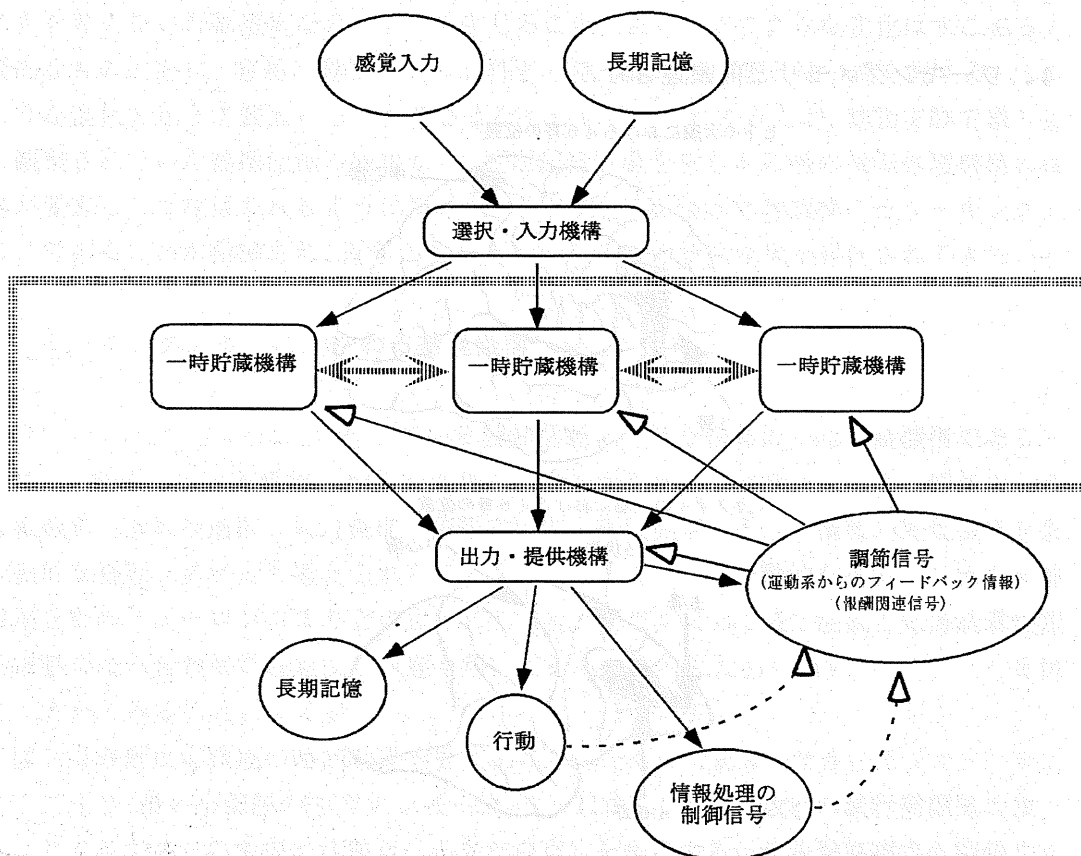 感覚入力
長期記憶
選択・入力機構
一時貯蔵機構
一時貯蔵機構
一時貯蔵機構
出力・提供機構
調節信号
(運動系からのフィードバック情報)
(報酬関連信号)
長期記憶
行動
情報処理の
制御信号